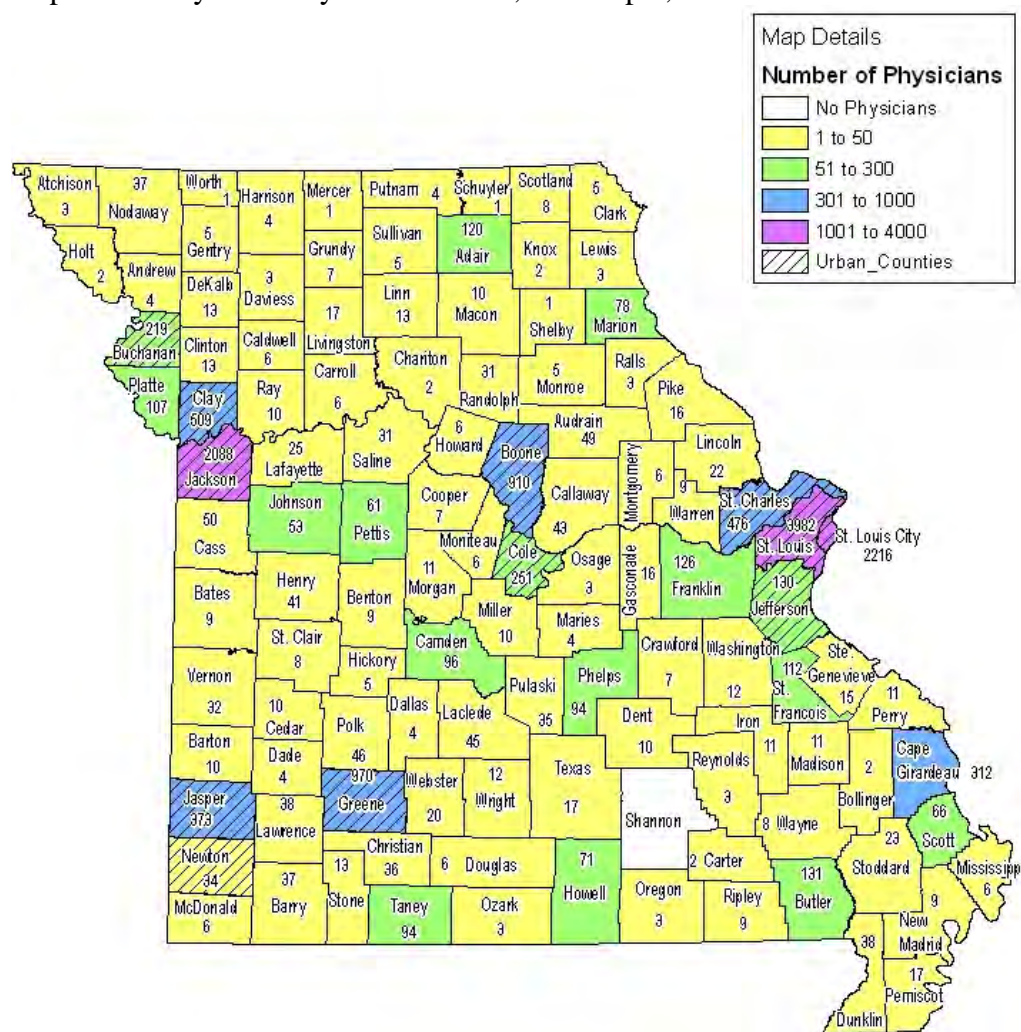 Map Details
Number of Physicians
No Physicians
1 to 50
51 to 300
301 to 1000
1001 to 4000
Urban_Counties
Atchison
3
37
Nodaway
Worth
1
Harrison
4
Mercer
1
Putnam 4
Schuyler
1
Scotland
8
5
Clark
Holt
2
Andrew
4
5
Gentry
Grundy
7
Sullivan
5
120
Adair
Knox
2
Lewis
3
DeKalb
13
3
Daviess
17
Livingston
Linn
13
10
Macon
1
Shelby
78
Marion
219
Buchanan
Clinton
13
Caldwell
6
Carroll
6
Chariton
2
31
Randolph
5
Monroe
Ralls
3
Pike
16
Platte
107
Clay
509
Ray
10
6
Howard
Boone
910
Audrain
49
Montgomery
6
Lincoln
22
2088
Jackson
25
Lafayette
31
Saline
Cooper
7
Callaway
43
9
Warren
St. Charles
476
3982
St. Louis
St. Louis City
2216
50
Cass
Johnson
53
61
Pettis
Moniteau
6
Cole
251
Osage
3
Gasconade
16
126
Franklin
130
Jefferson
Bates
9
Henry
41
Benton
9
11
Morgan
Miller
10
Maries
4
Crawford
7
Washington
12
Ste.
Genevieve
15
112
St.
Francois
11
Perry
St. Clair
8
Hickory
5
Camden
96
Pulaski
35
Phelps
94
Dent
10
Iron
11
11
Madison
2
Bollinger
Cape
Girardeau 312
Vernon
32
10
Cedar
Polk
46
Dallas
4
Laclede
45
Texas
17
Reynolds
3
Barton
10
Dade
4
970
Greene
Webster
20
12
Wright
Shannon
8 Wayne
66
Scott
Jasper
373
38
Lawrence
Christian
36
6 Douglas
71
Howell
2 Carter
23
Stoddard
Mississippi
6
Newton
34
37
Barry
13
Stone
Taney
94
Ozark
3
Oregon
3
Ripley
9
131
Butler
9
New
Madrid
McDonald
6
38
Dunklin
17
Pemiscot